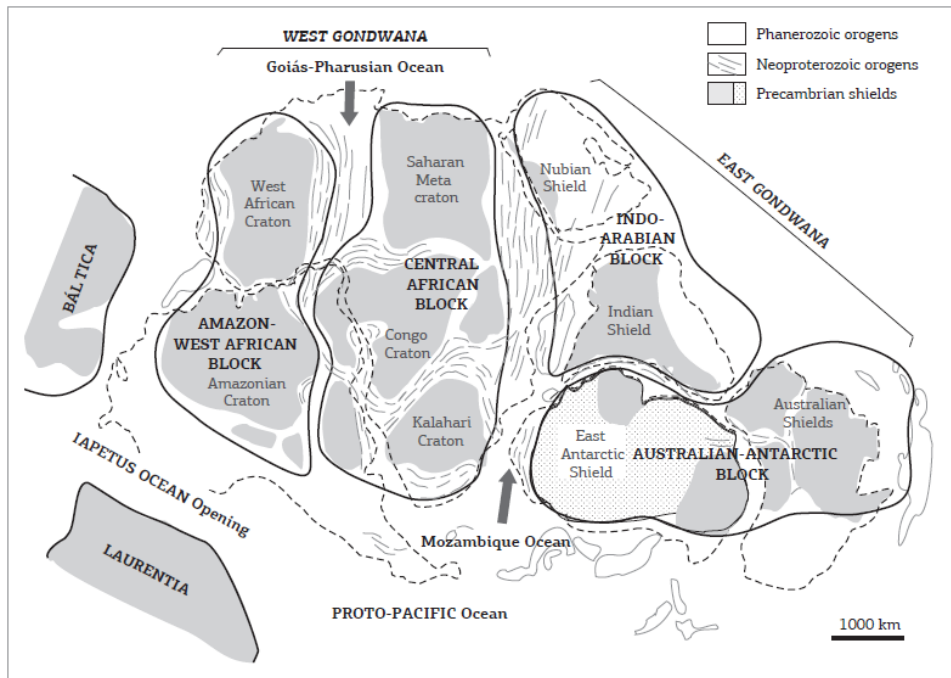 WEST GONDWANA
Goiás-Pharusian Ocean
Phanerozoic orogens
Neoproterozoic orogens
Precambrian shields
EAST GONDWANA
West
African
Craton
Saharan
Meta
craton
Nubian
Shield
INDO-
ARABIAN
BLOCK
BÁLTICA
CENTRAL
AFRICAN
BLOCK
Indian
Shield
AMAZON-
WEST AFRICAN
BLOCK
Amazonian
Craton
Congo
Craton
Kalahari
Craton
Australian
Shields
East
Antarctic
Shield
AUSTRALIAN-ANTARCTIC
BLOCK
IAPETUS OCEAN Opening
LAURENTIA
Mozambique Ocean
PROTO-PACIFIC Ocean
1000 km